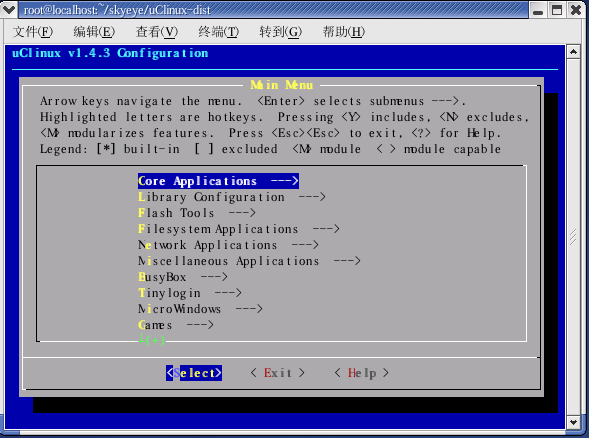 root@localhost:~/skyeye/uClinux-dist
文件(F) 编辑(E) 查看(V) 终端(T) 转到(G) 帮助(H)
uClinux v1.4.3 Configuration
Main Menu
Arrow keys navigate the menu. <Enter> selects submenus --->.
Highlighted letters are hotkeys. Pressing <Y> includes, <N> excludes,
<M> modularizes features. Press <Esc><Esc> to exit, <?> for Help.
Legend: [*] built-in [ ] excluded <M> module < > module capable
Core Applications --->
Library Configuration --->
Flash Tools --->
Filesystem Applications --->
Network Applications --->
Miscellaneous Applications --->
BusyBox --->
Tinylogin --->
MicroWindows --->
Games --->
(+)
<Select> < Exit > < Help >